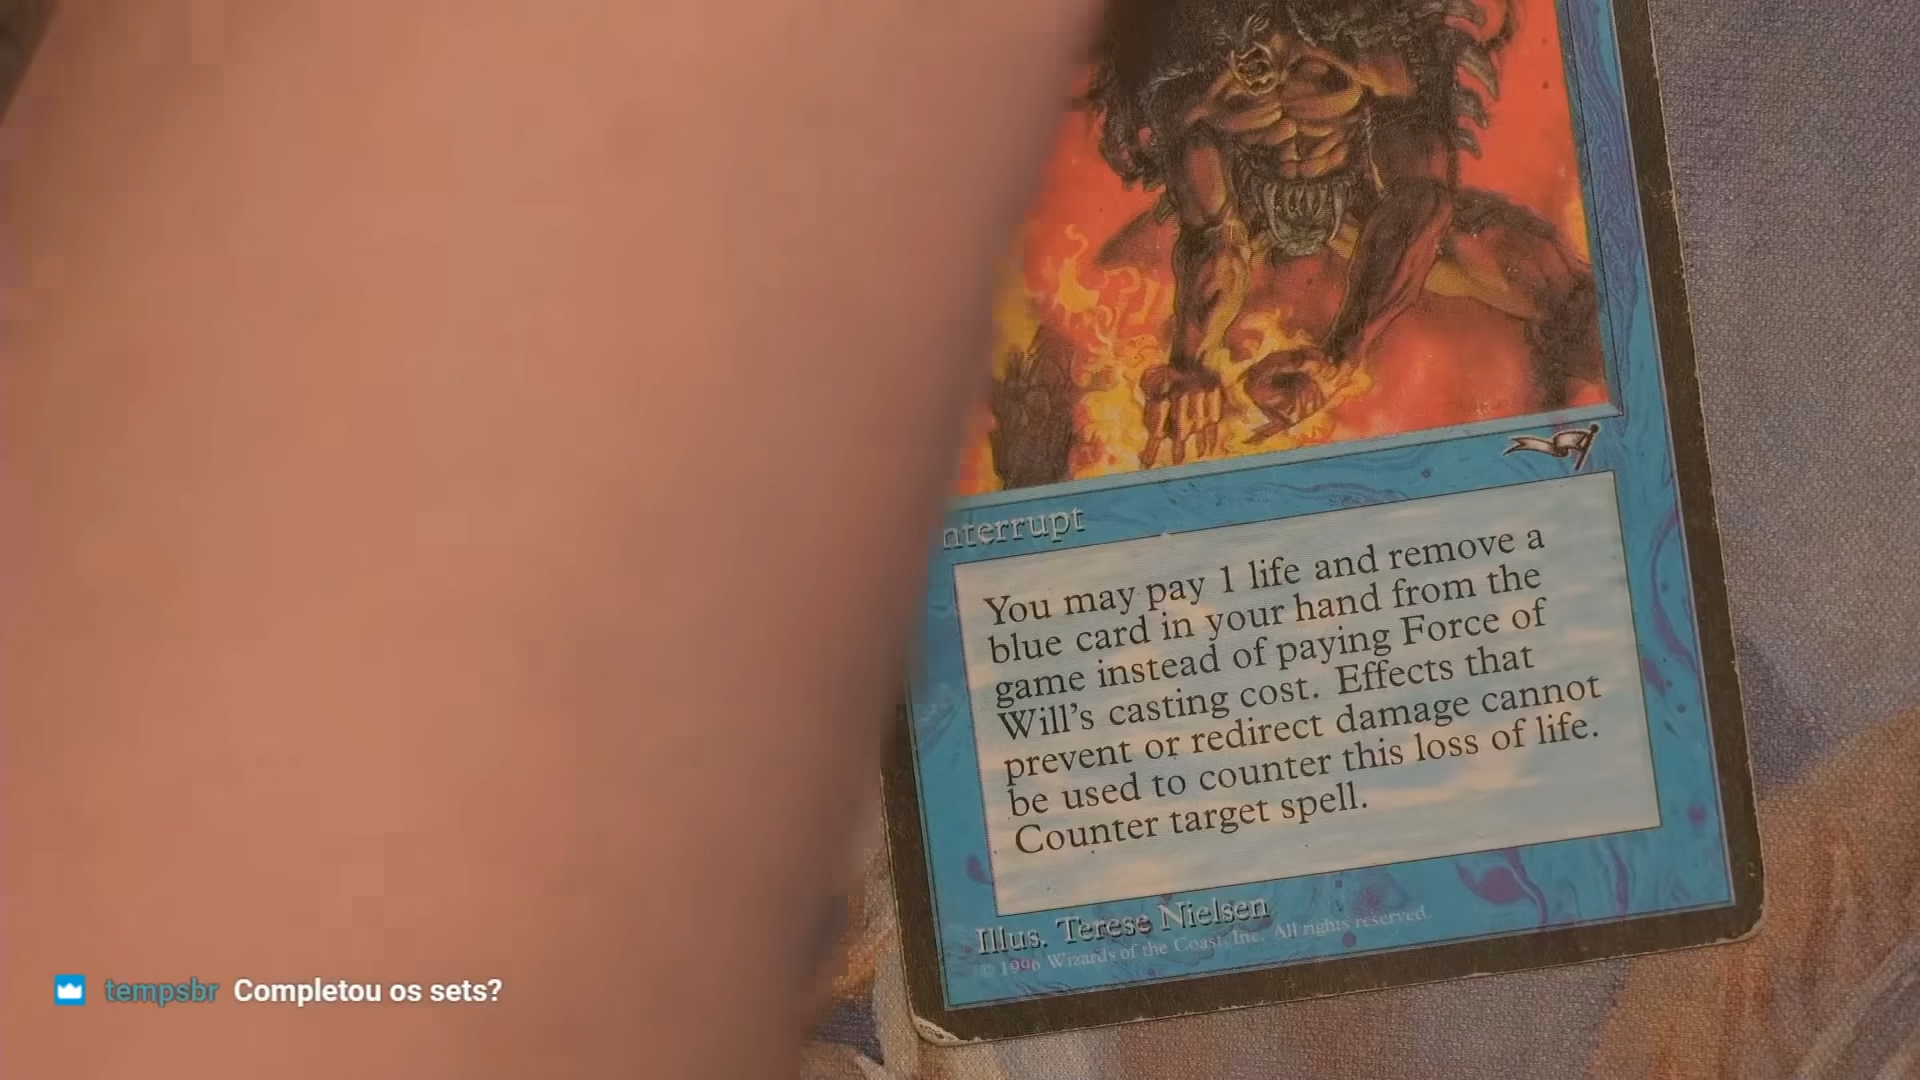 nterrupt
You may pay 1 life and remove a
blue card in your hand from the
game instead of paying Force of
Will's casting cost. Effects that
prevent or redirect damage cannot
be used to counter this loss of life.
Counter target spell.
Illus. Terese Nielsen
© 1996 Wizards of the Coast, Inc. All rights reserved.
tempsbr Completou os sets?